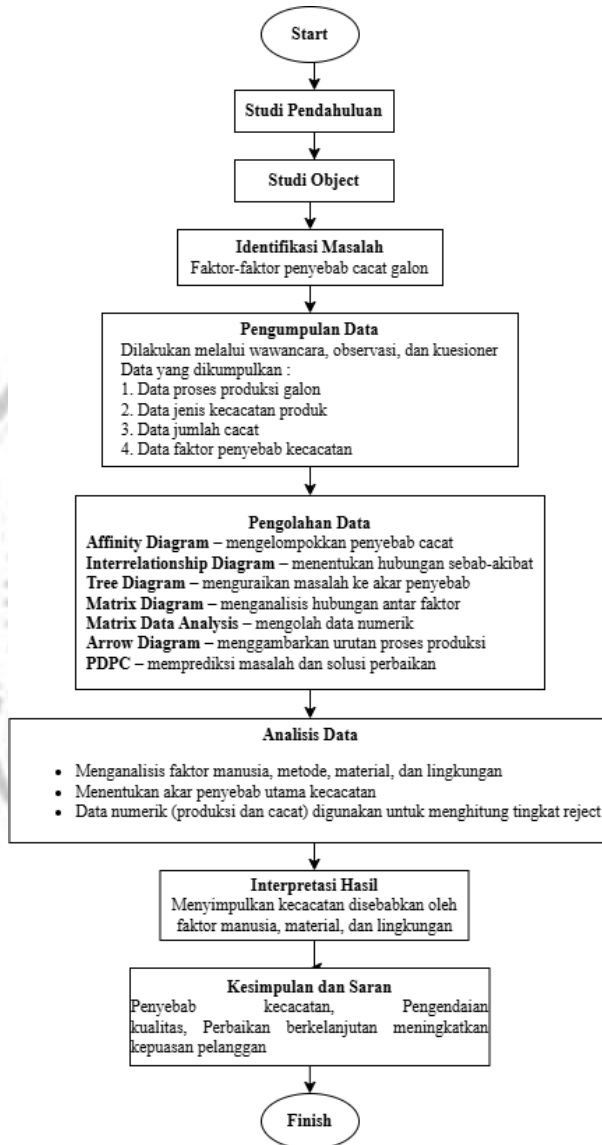 Start
Studi Pendahuluan
Studi Object
Identifikasi Masalah
Faktor-faktor penyebab cacat galon
Pengumpulan Data
Dilakukan melalui wawancara, observasi, dan kuesioner
Data yang dikumpulkan :
1. Data proses produksi galon
2. Data jenis kecacatan produk
3. Data jumlah cacat
4. Data faktor penyebab kecacatan
Pengolahan Data
Affinity Diagram – mengelompokkan penyebab cacat
Interrelationship Diagram – menentukan hubungan sebab-akibat
Tree Diagram – menguraikan masalah ke akar penyebab
Matrix Diagram – menganalisis hubungan antar faktor
Matrix Data Analysis – mengolah data numerik
Arrow Diagram – menggambarkan urutan proses produksi
PDPC – memprediksi masalah dan solusi perbaikan
Analisis Data
• Menganalisis faktor manusia, metode, material, dan lingkungan
• Menentukan akar penyebab utama kecacatan
• Data numerik (produksi dan cacat) digunakan untuk menghitung tingkat reject
Interpretasi Hasil
Menyimpulkan kecacatan disebabkan oleh
faktor manusia, material, dan lingkungan
Kesimpulan dan Saran
Penyebab kecacatan, Pengendaian
kualitas, Perbaikan berkelanjutan meningkatkan
kepuasan pelanggan
Finish